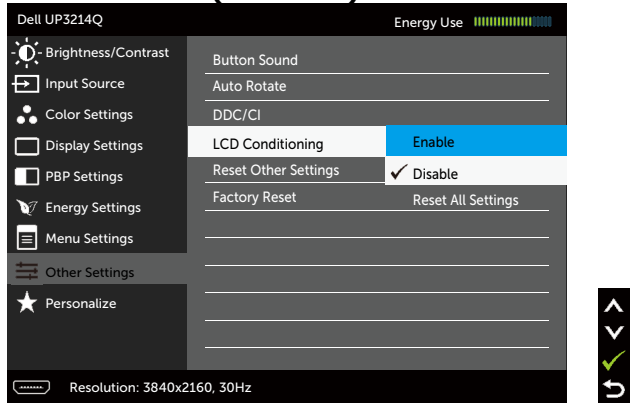 Dell UP3214Q
Energy Use
Brightness/Contrast
Input Source
Color Settings
Display Settings
PBP Settings
Energy Settings
Menu Settings
Other Settings
Personalize
Button Sound
Auto Rotate
DDC/CI
LCD Conditioning
Enable
Disable
Reset Other Settings
Factory Reset
Reset All Settings
Resolution: 3840x2160, 30Hz